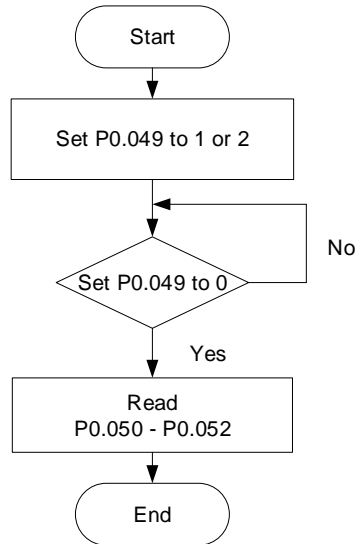 Start
Set P0.049 to 1 or 2
No
Set P0.049 to 0
Yes
Read
P0.050 - P0.052
End